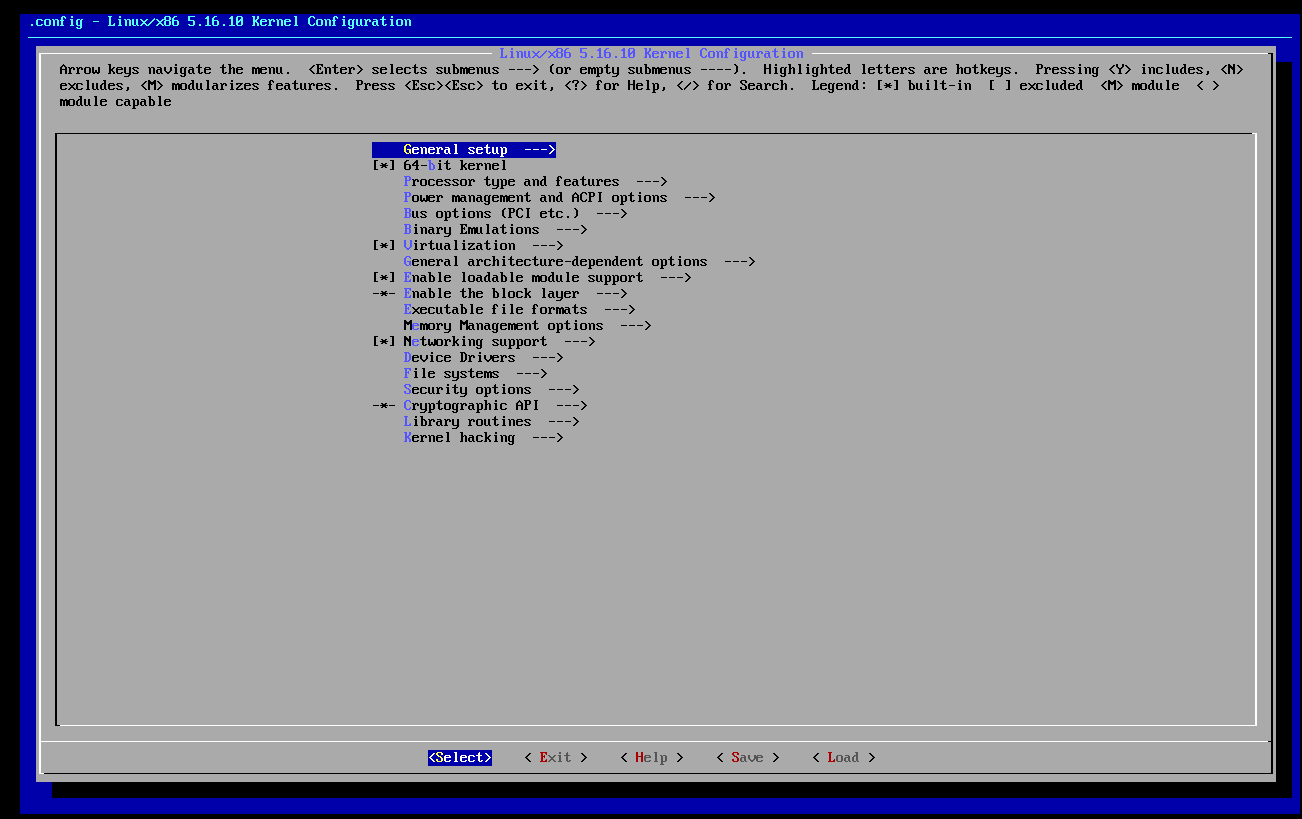 .config - Linux/x86 5.16.10 Kernel Configuration
Linux/x86 5.16.10 Kernel Configuration
Arrow keys navigate the menu.  <Enter> selects submenus ---> (or empty submenus ----).  Highlighted letters are hotkeys.  Pressing <Y> includes, <N>
excludes, <M> modularizes features.  Press <Esc><Esc> to exit, <?> for Help, </> for Search.  Legend: [*] built-in  [ ] excluded  <M> module  < >
module capable
General setup  --->
[*] 64-bit kernel
Processor type and features  --->
Power management and ACPI options  --->
Bus options (PCI etc.)  --->
Binary Emulations  --->
[*] Virtualization  --->
General architecture-dependent options  --->
[*] Enable loadable module support  --->
-*- Enable the block layer  --->
Executable file formats  --->
Memory Management options  --->
[*] Networking support  --->
Device Drivers  --->
File systems  --->
Security options  --->
-*- Cryptographic API  --->
Library routines  --->
Kernel hacking  --->
<Select>    < Exit >    < Help >    < Save >    < Load >